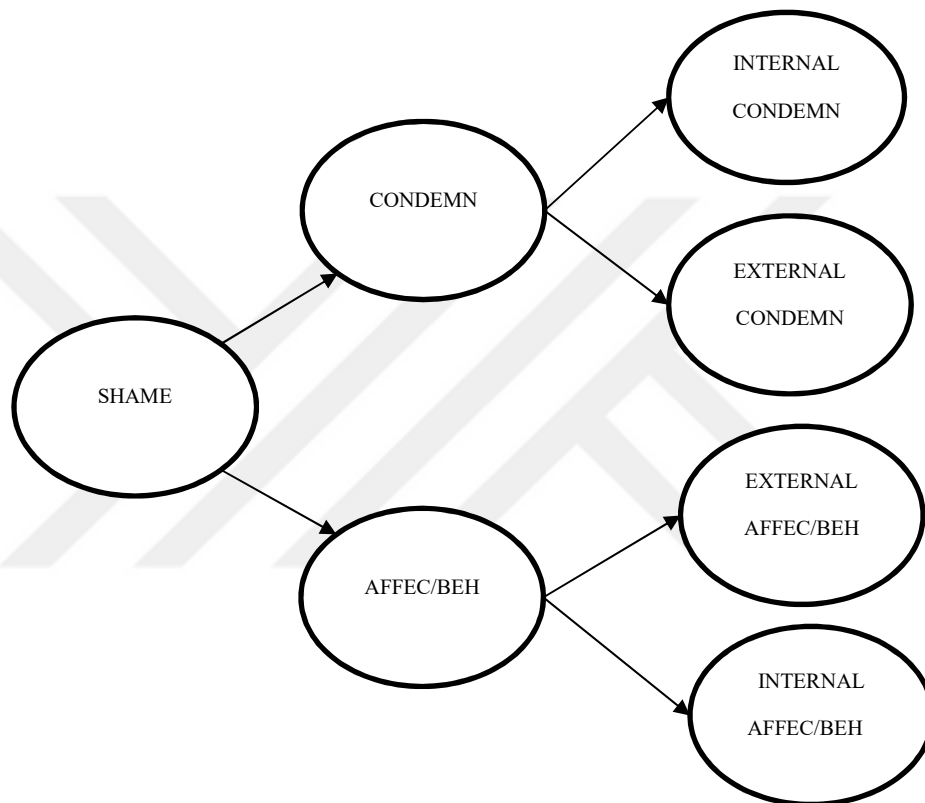 INTERNAL
CONDEMN
CONDEMN
EXTERNAL
CONDEMN
SHAME
EXTERNAL
AFFEC/BEH
AFFEC/BEH
INTERNAL
AFFEC/BEH